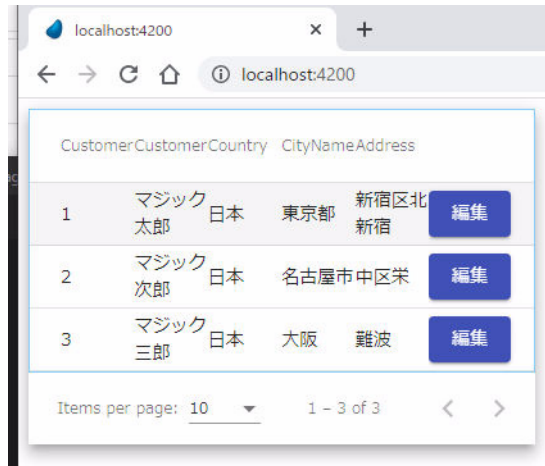 localhost:4200
localhost:4200
CustomerCustomerCountry CityNameAddress
1 マジック太郎 日本 東京都 新宿区北新宿 編集
2 マジック次郎 日本 名古屋市 中区栄 編集
3 マジック三郎 日本 大阪 難波 編集
Items per page: 10 1 – 3 of 3